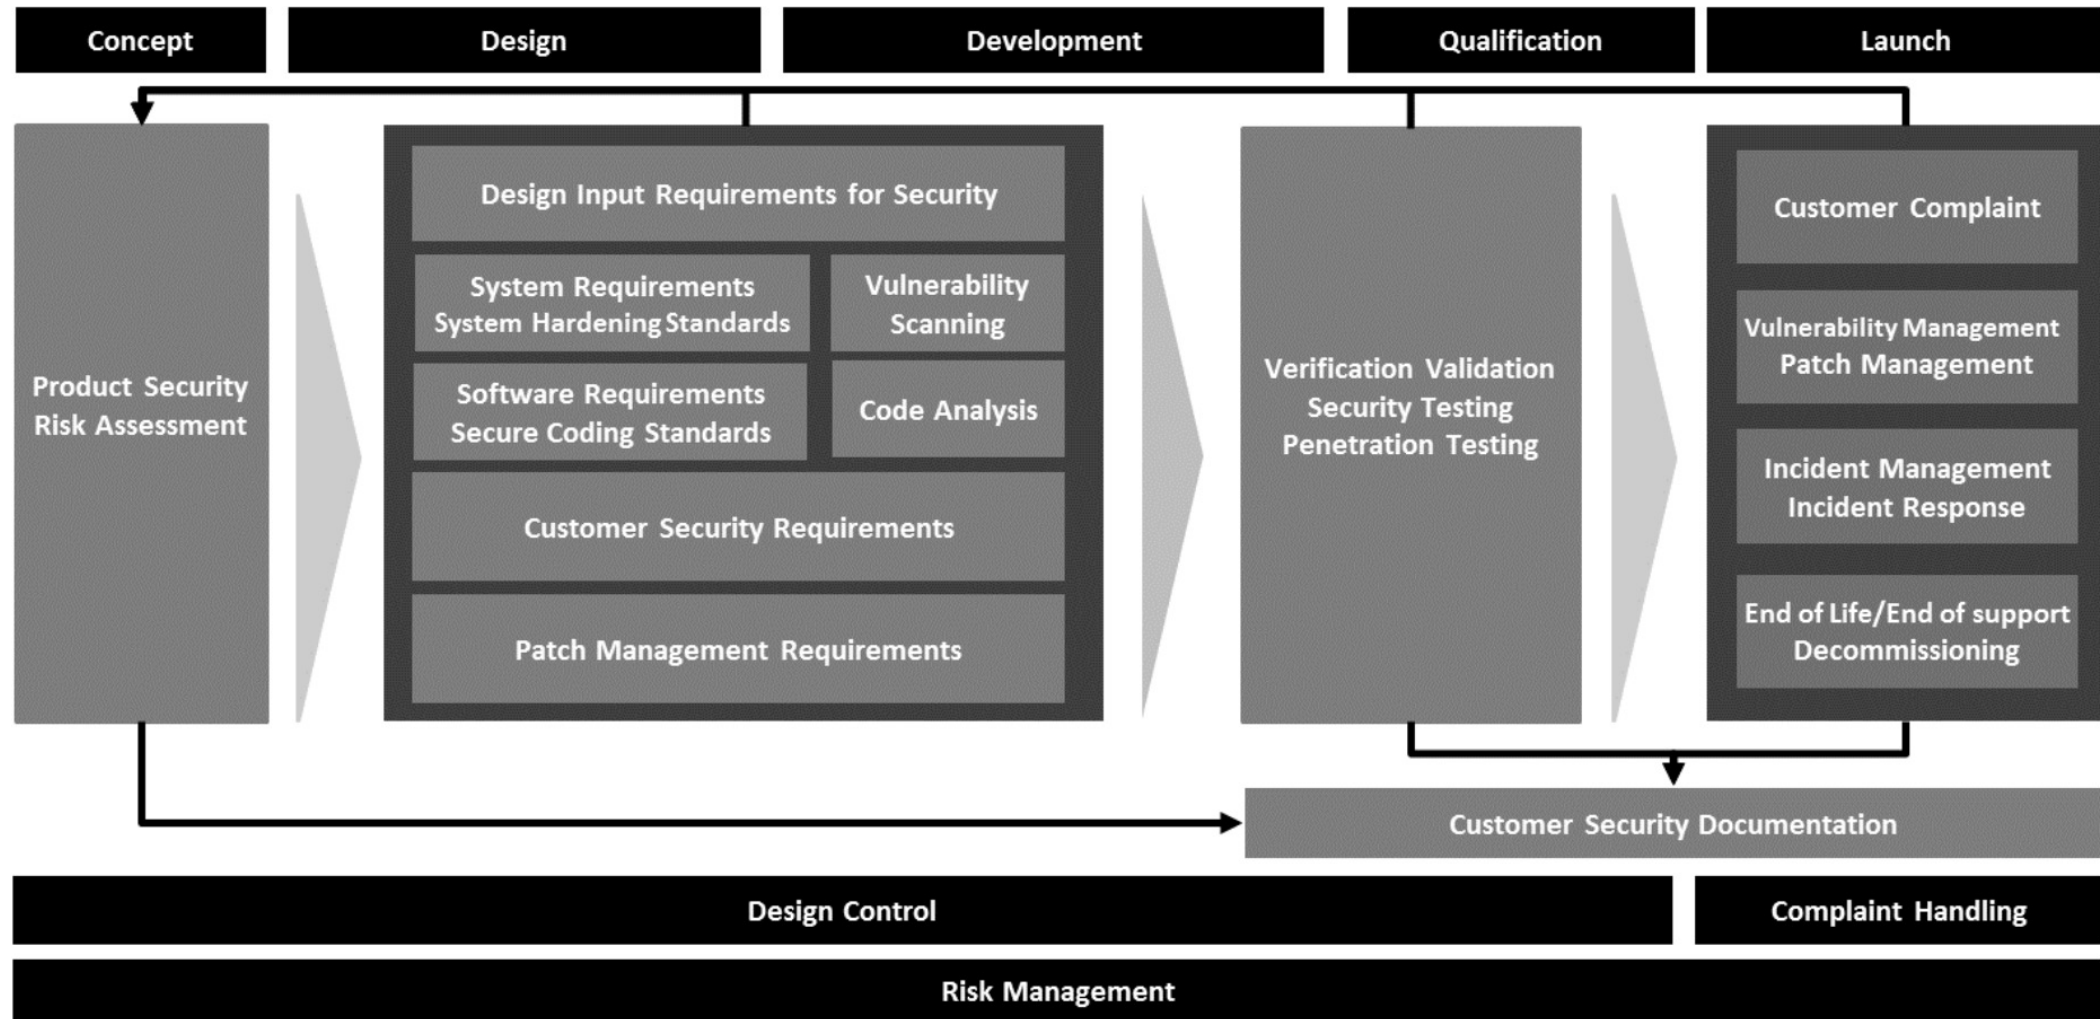 Concept
Design
Development
Qualification
Launch
Product Security
Risk Assessment
Design Input Requirements for Security
System Requirements
System Hardening Standards
Vulnerability
Scanning
Software Requirements
Secure Coding Standards
Code Analysis
Customer Security Requirements
Patch Management Requirements
Verification Validation
Security Testing
Penetration Testing
Customer Complaint
Vulnerability Management
Patch Management
Incident Management
Incident Response
End of Life/End of support
Decommissioning
Customer Security Documentation
Design Control
Complaint Handling
Risk Management